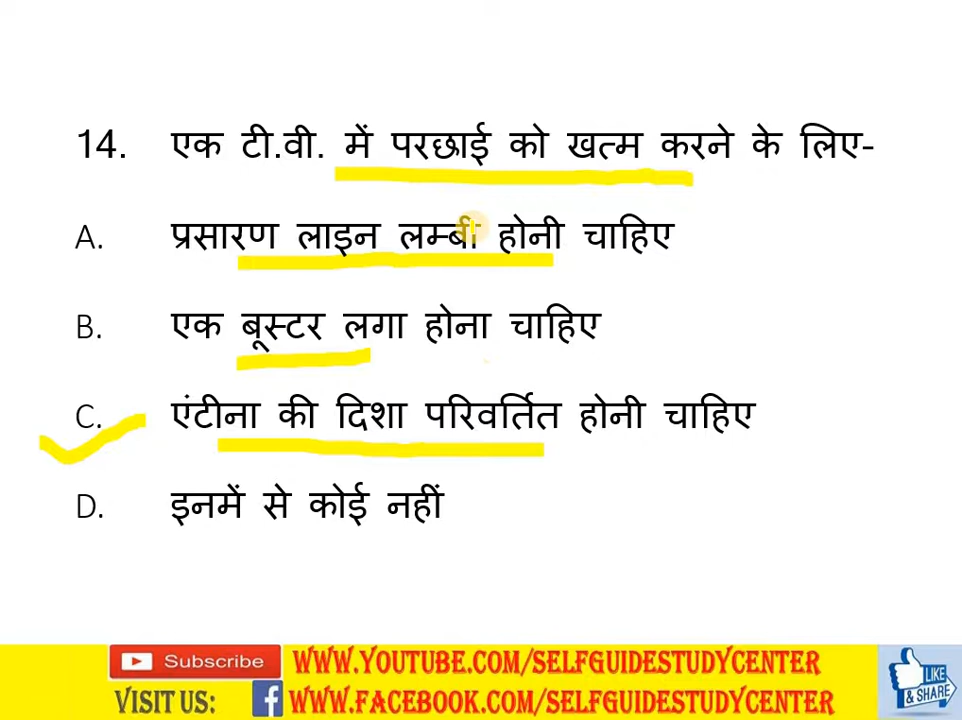 14. एक टी.वी. में परछाई को खत्म करने के लिए-
A. प्रसारण लाइन लम्बी होनी चाहिए
B. एक बूस्टर लगा होना चाहिए
C. एंटीना की दिशा परिवर्तित होनी चाहिए
D. इनमें से कोई नहीं
Subscribe WWW.YOUTUBE.COM/SELFGUIDESTUDYCENTER
VISIT US: f WWW.FACEBOOK.COM/SELFGUIDESTUDYCENTER
LIKE
& SHARE